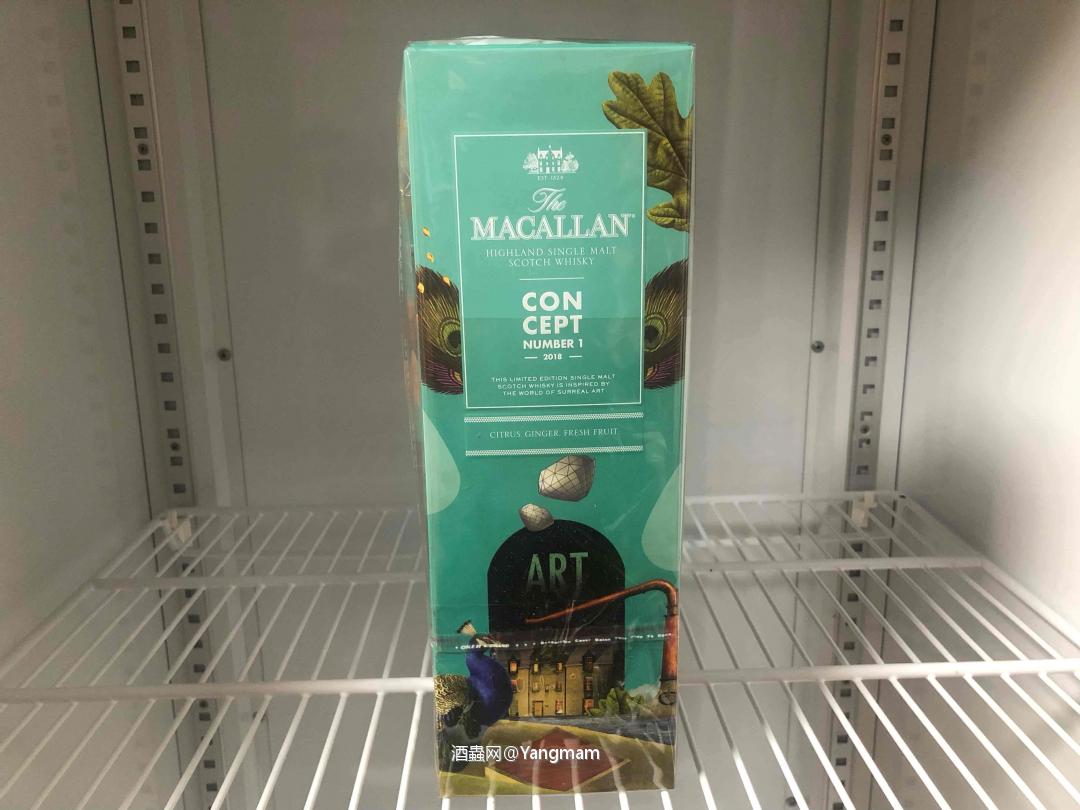 EST. 1824
The
MACALLAN
HIGHLAND SINGLE MALT
SCOTCH WHISKY
CON
CEPT
NUMBER 1
2018
THIS LIMITED EDITION SINGLE MALT
SCOTCH WHISKY IS INSPIRED BY
THE WORLD OF SURREAL ART
CITRUS, GINGER, FRESH FRUIT
ART
酒蟲网@Yangmam